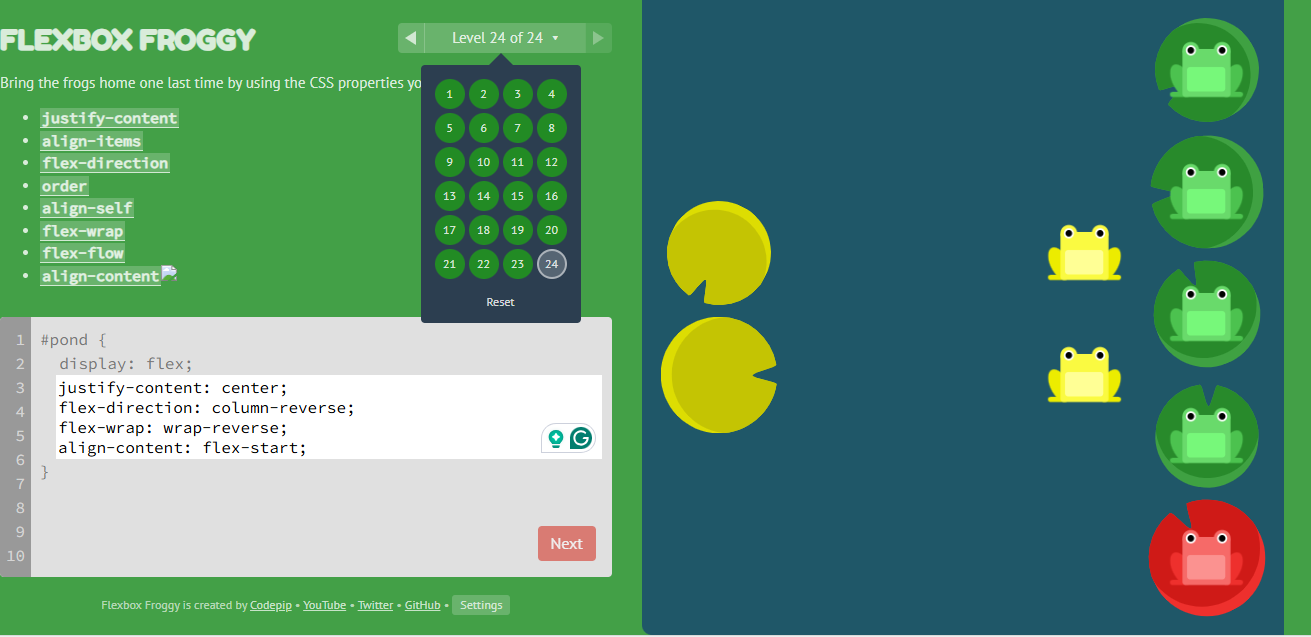 FLEXBOX FROGGY
◀ Level 24 of 24 ▾ ▶
Bring the frogs home one last time by using the CSS properties yo
• justify-content
• align-items
• flex-direction
• order
• align-self
• flex-wrap
• flex-flow
• align-content
1 2 3 4
5 6 7 8
9 10 11 12
13 14 15 16
17 18 19 20
21 22 23 24
Reset
1 #pond {
2 display: flex;
3 justify-content: center;
4 flex-direction: column-reverse;
5 flex-wrap: wrap-reverse;
6 align-content: flex-start;
7 }
8
9
10
Next
Flexbox Froggy is created by Codepip • YouTube • Twitter • GitHub • Settings